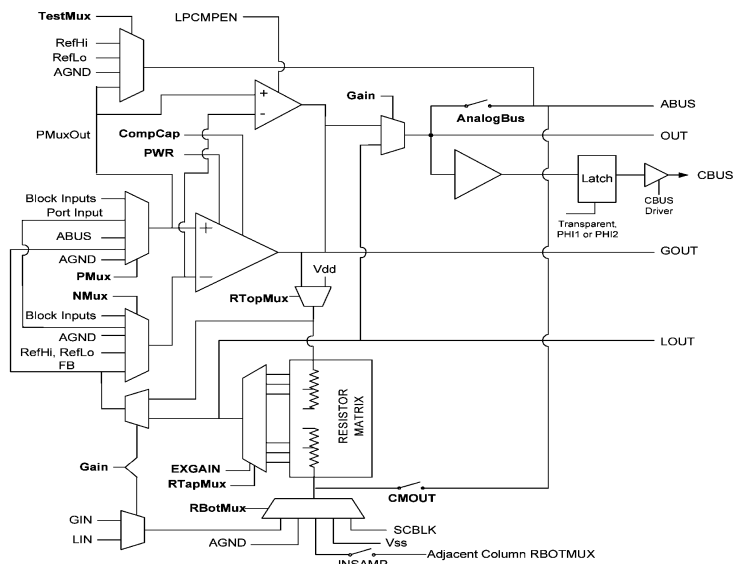 TestMux
LPCMPEN
RefHi
RefLo
AGND
Gain
ABUS
AnalogBus
PMuxOut
CompCap
OUT
PWR
Latch
CBUS
CBUS
Driver
Transparent,
PHI1 or PHI2
Block Inputs
Port Input
ABUS
AGND
PMux
+
-
+
−
GOUT
Vdd
RTopMux
NMux
Block Inputs
AGND
RefHi, RefLo
FB
LOUT
RESISTOR
MATRIX
Gain
EXGAIN
RTapMux
CMOUT
RBotMux
GIN
LIN
AGND
SCBLK
Vss
Adjacent Column RBOTMUX
INSAMP